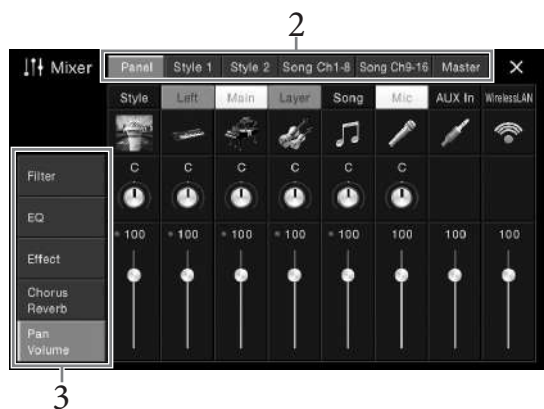 2
Mixer Panel Style 1 Style 2 Song Ch1-8 Song Ch9-16 Master ×
Style Left Main Layer Song Mic AUX In WirelessLAN
C C C C C C
100 100 100 100 100 100 100 100
Filter
EQ
Effect
Chorus
Reverb
Pan
Volume
3